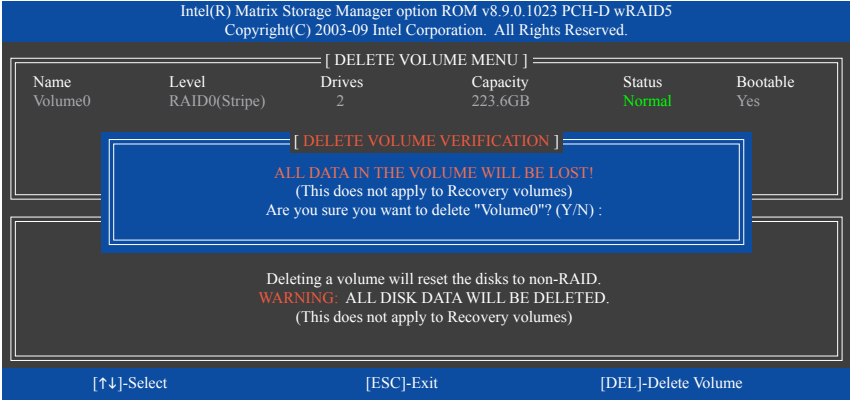 Intel(R) Matrix Storage Manager option ROM v8.9.0.1023 PCH-D wRAID5
Copyright(C) 2003-09 Intel Corporation. All Rights Reserved.
[ DELETE VOLUME MENU ]
Name Level Drives Capacity Status Bootable
Volume0 RAID0(Stripe) 2 223.6GB Normal Yes
[ DELETE VOLUME VERIFICATION ]
ALL DATA IN THE VOLUME WILL BE LOST!
(This does not apply to Recovery volumes)
Are you sure you want to delete "Volume0"? (Y/N) :
Deleting a volume will reset the disks to non-RAID.
WARNING: ALL DISK DATA WILL BE DELETED.
(This does not apply to Recovery volumes)
[↑↓]-Select [ESC]-Exit [DEL]-Delete Volume